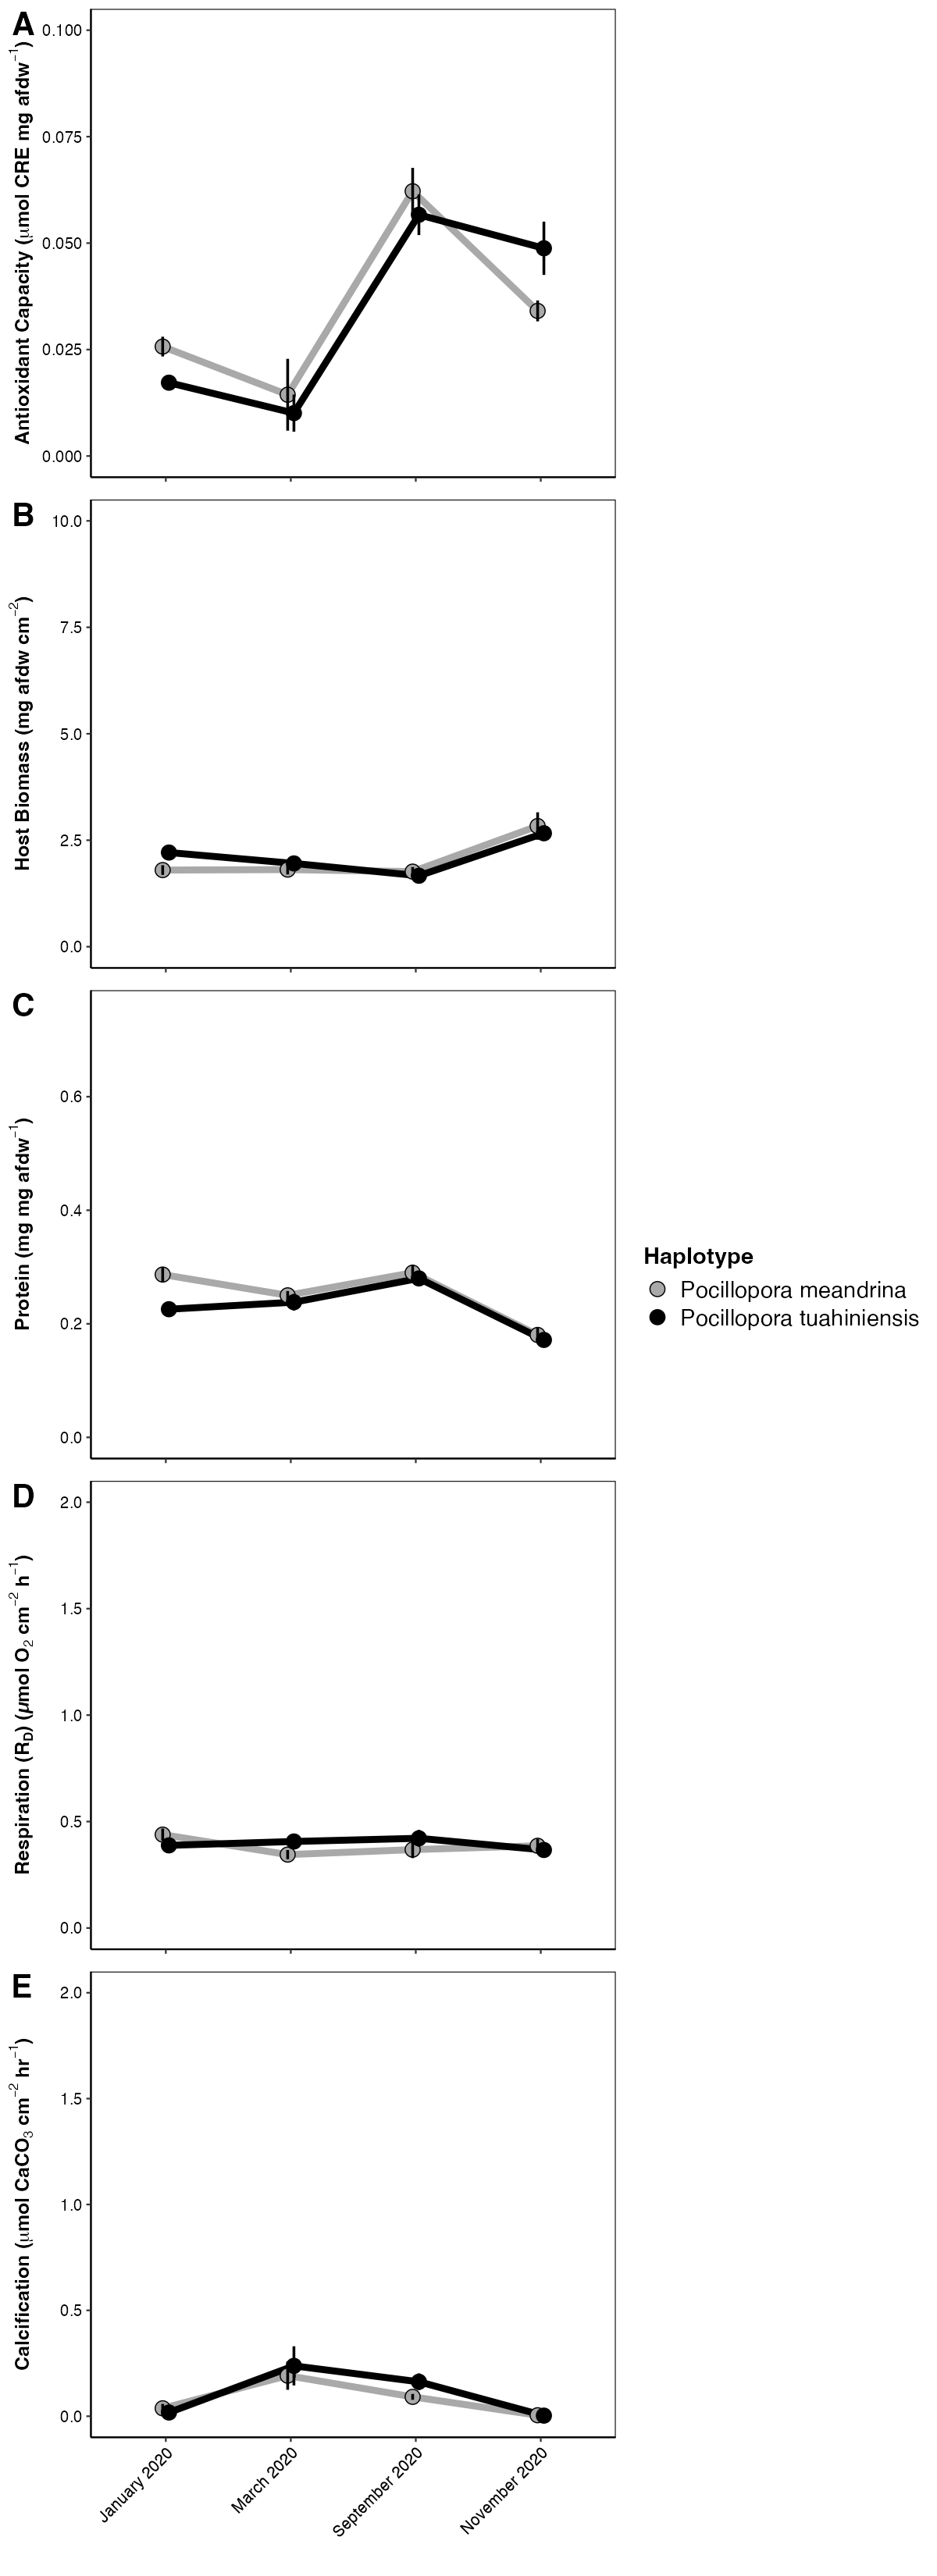 A
Antioxidant Capacity (μmol CRE mg afdw⁻¹)
0.100
0.075
0.050
0.025
0.000
B
Host Biomass (mg afdw cm⁻²)
10.0
7.5
5.0
2.5
0.0
C
Protein (mg mg afdw⁻¹)
0.6
0.4
0.2
0.0
Haplotype
Pocillopora meandrina
Pocillopora tuahiniensis
D
Respiration (R_D) (μmol O₂ cm⁻² h⁻¹)
2.0
1.5
1.0
0.5
0.0
E
Calcification (μmol CaCO₃ cm⁻² hr⁻¹)
2.0
1.5
1.0
0.5
0.0
January 2020
March 2020
September 2020
November 2020